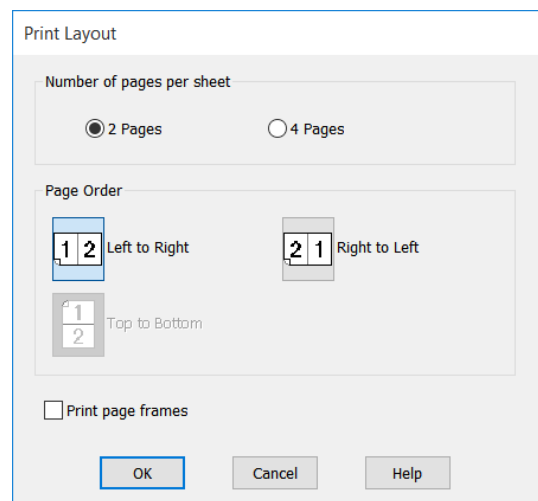 Print Layout
Number of pages per sheet
2 Pages 4 Pages
Page Order
1 2 Left to Right 2 1 Right to Left
1
2 Top to Bottom
Print page frames
OK Cancel Help